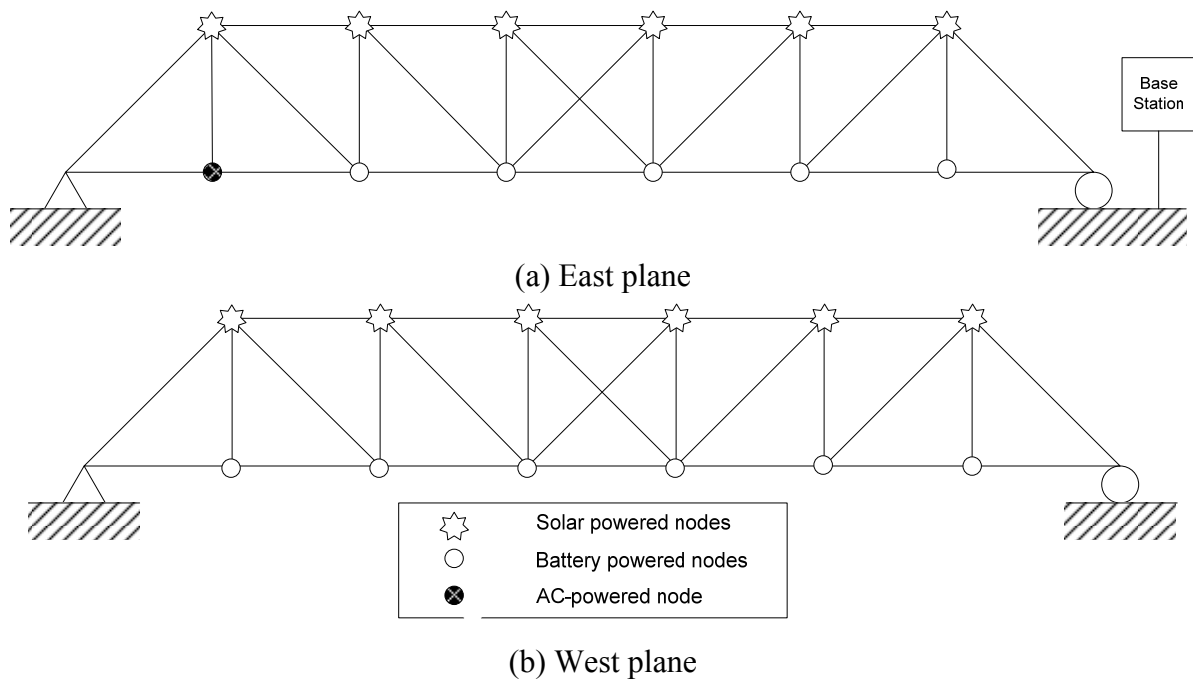 Base
Station
(a) East plane
Solar powered nodes
Battery powered nodes
AC-powered node
(b) West plane